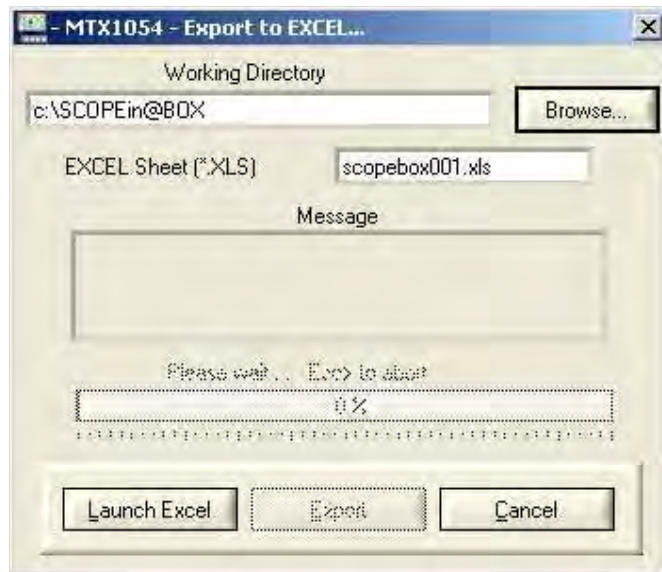 - MTX1054 - Export to EXCEL...
Working Directory
c:\SCOPEin@BOX
Browse...
EXCEL Sheet (*.XLS)
scopebox001.xls
Message
Please wait . . . <Esc> to abort
0 %
Launch Excel
Export
Cancel